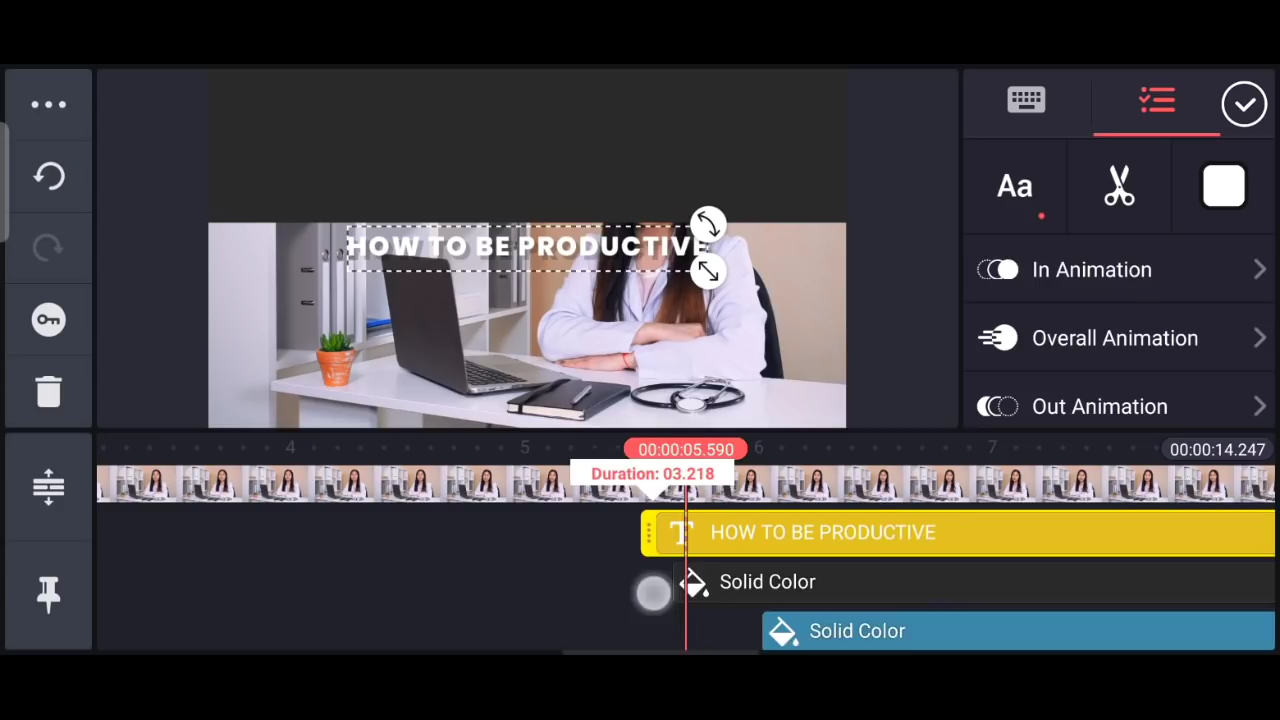 HOW TO BE PRODUCTIVE
Aa
In Animation
Overall Animation
Out Animation
4
5
00:00:05.590
6
7
00:00:14.247
Duration: 03.218
T HOW TO BE PRODUCTIVE
Solid Color
Solid Color